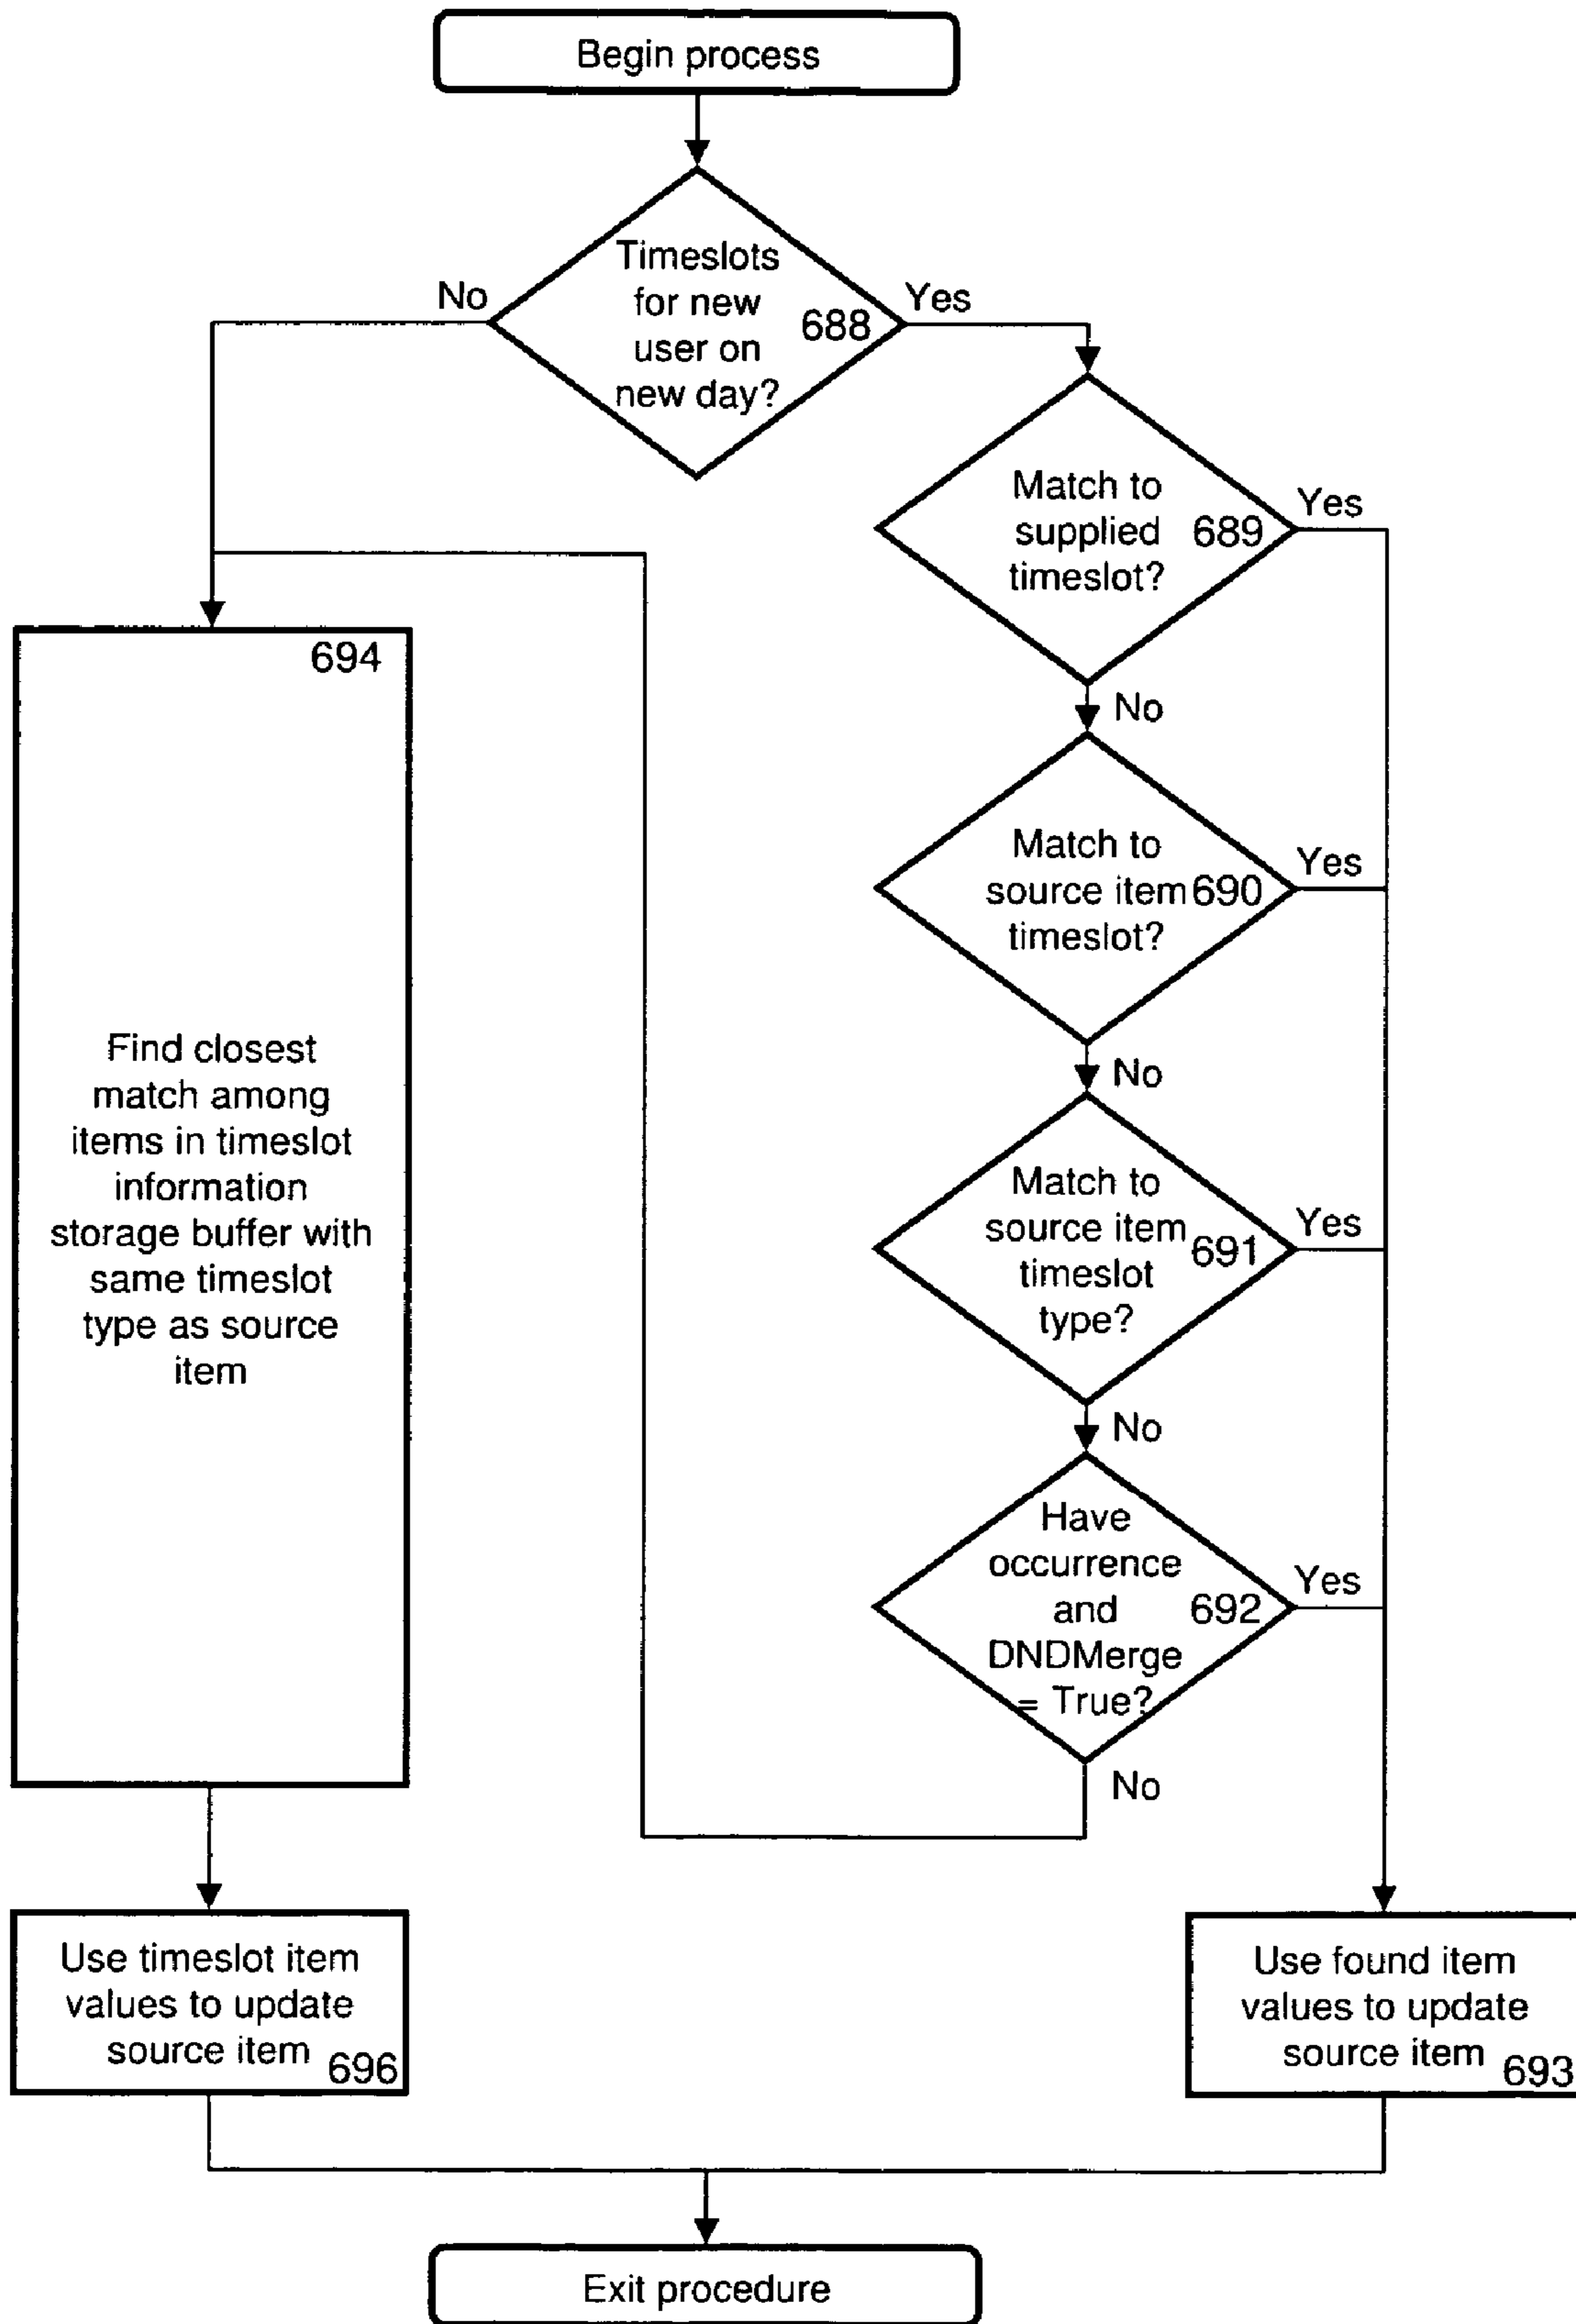 Begin process
Timeslots
for new
user on
new day?
688
No
Yes
Match to
supplied
timeslot?
689
Yes
No
694
Match to
source item
timeslot?
690
Yes
No
Find closest
match among
items in timeslot
information
storage buffer with
same timeslot
type as source
item
Match to
source item
timeslot
type?
691
Yes
No
Have
occurrence
and
DNDMerge
= True?
692
Yes
No
Use timeslot item
values to update
source item
696
Use found item
values to update
source item
693
Exit procedure